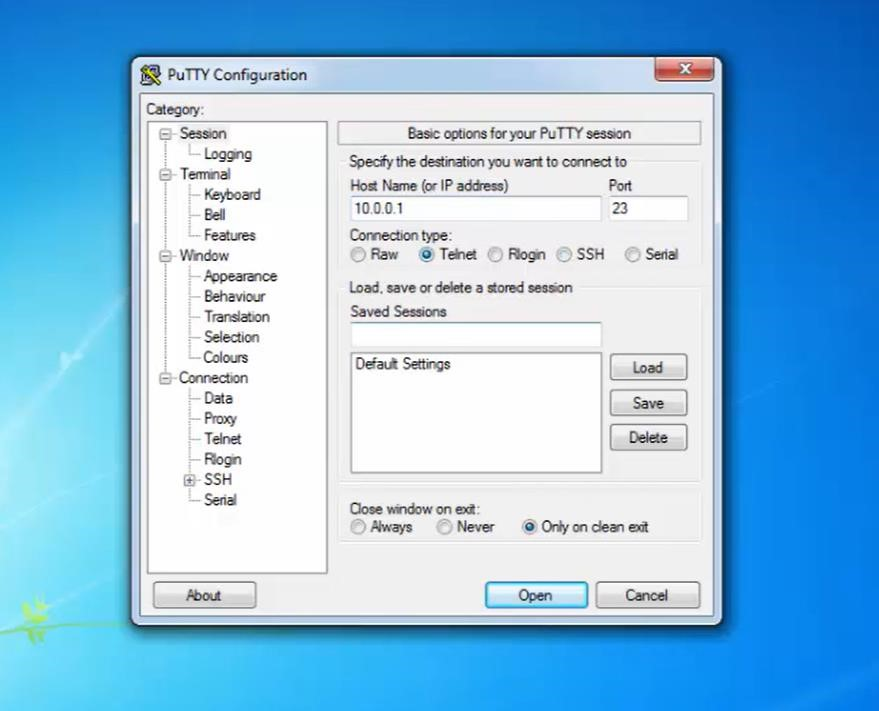 PuTTY Configuration
Category:
Session
Logging
Terminal
Keyboard
Bell
Features
Window
Appearance
Behaviour
Translation
Selection
Colours
Connection
Data
Proxy
Telnet
Rlogin
SSH
Serial
Basic options for your PuTTY session
Specify the destination you want to connect to
Host Name (or IP address) Port
10.0.0.1 23
Connection type:
Raw Telnet Rlogin SSH Serial
Load, save or delete a stored session
Saved Sessions
Default Settings
Load
Save
Delete
Close window on exit:
Always Never Only on clean exit
About Open Cancel